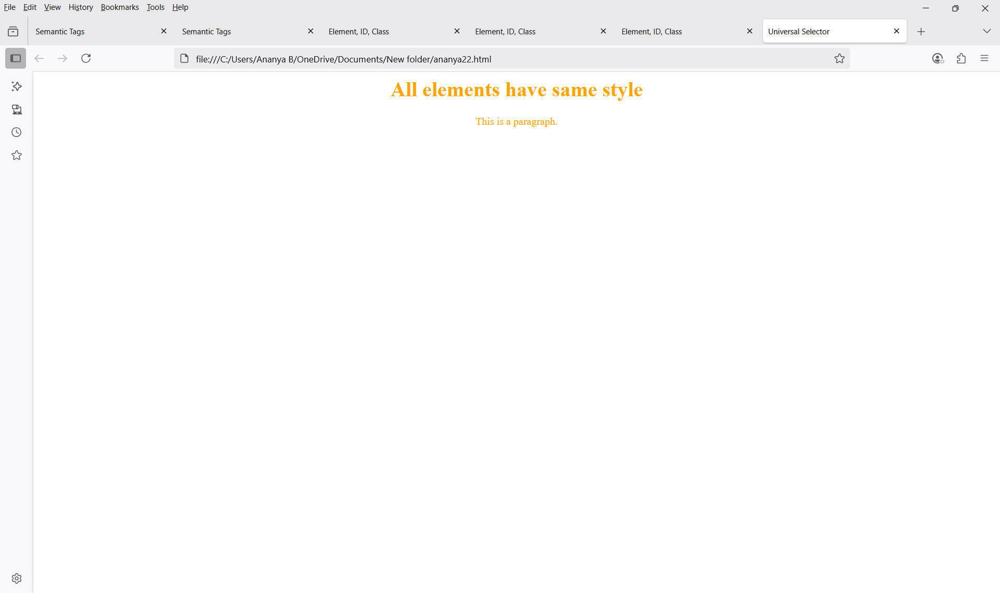 File Edit View History Bookmarks Tools Help
Semantic Tags Semantic Tags Element, ID, Class Element, ID, Class Element, ID, Class Universal Selector
file:///C:/Users/Ananya B/OneDrive/Documents/New folder/ananya22.html
All elements have same style
This is a paragraph.